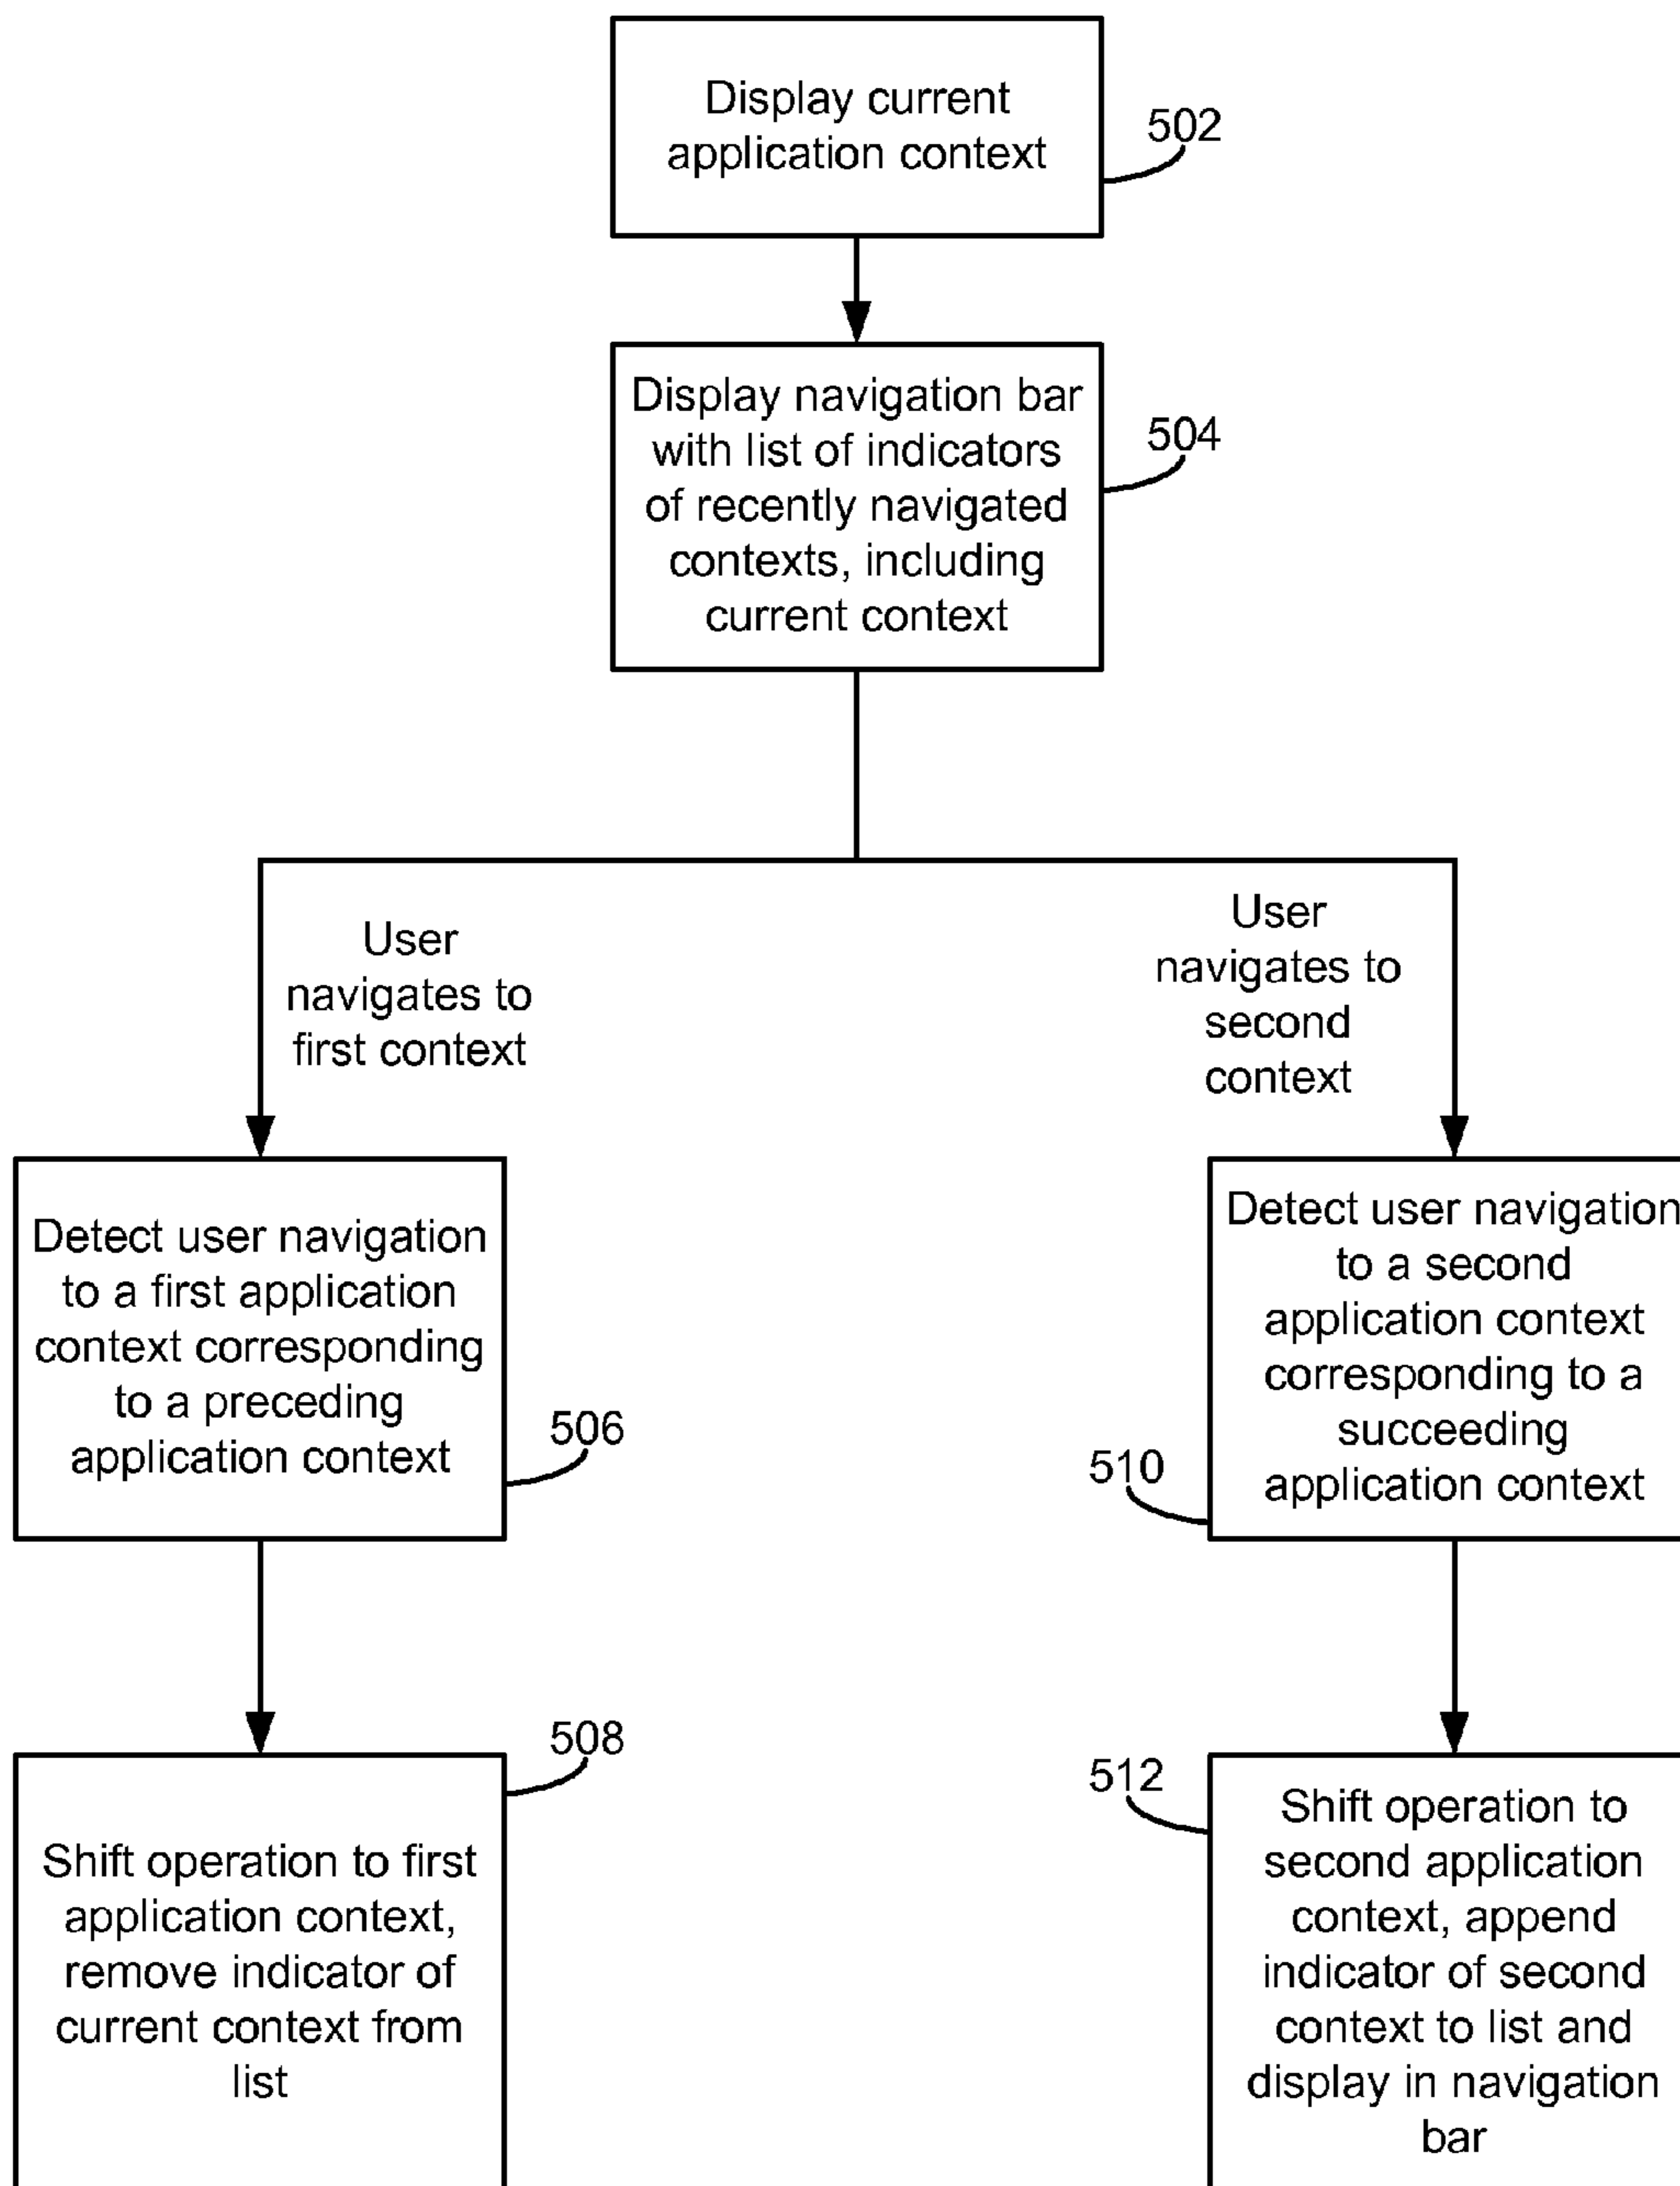 Display current
application context
502
Display navigation bar
with list of indicators
of recently navigated
contexts, including
current context
504
User
navigates to
first context
User
navigates to
second
context
Detect user navigation
to a first application
context corresponding
to a preceding
application context
506
Detect user navigation
to a second
application context
corresponding to a
succeeding
application context
510
Shift operation to first
application context,
remove indicator of
current context from
list
508
Shift operation to
second application
context, append
indicator of second
context to list and
display in navigation
bar
512